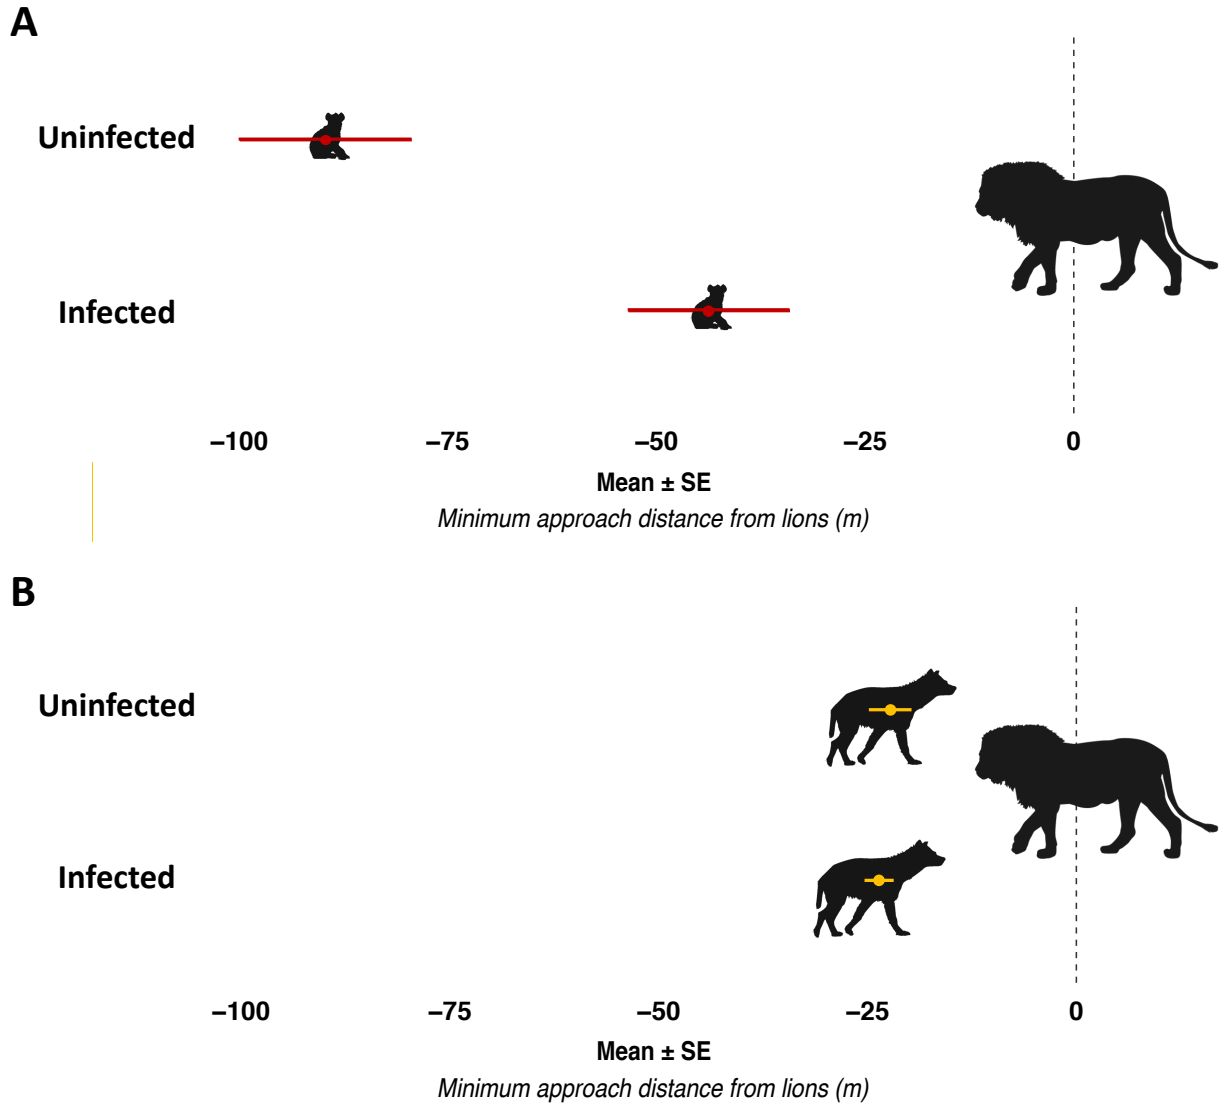 A
Uninfected
Infected
−100 −75 −50 −25 0
Mean ± SE
Minimum approach distance from lions (m)
B
Uninfected
Infected
−100 −75 −50 −25 0
Mean ± SE
Minimum approach distance from lions (m)